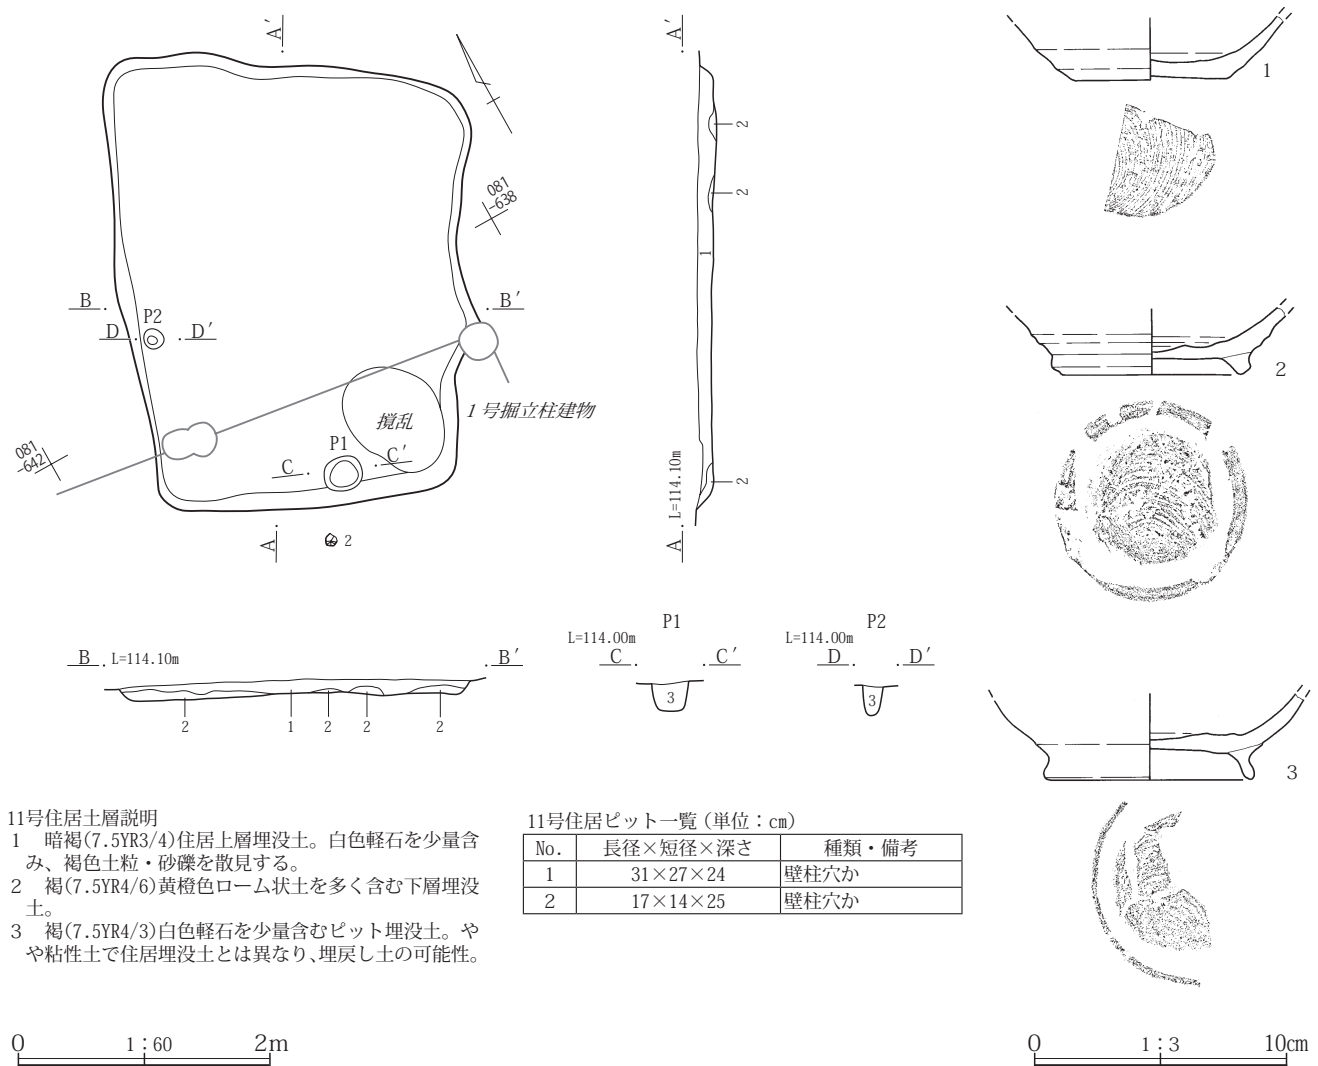 A′
A′
1
2
081
-638
2
B
B′
P2
D
D′
1
2
1号掘立柱建物
撹乱
081
-642
P1
C
C′
L=114.10m
2
A
2
A
P1
P2
L=114.00m
L=114.00m
B
L=114.10m
B′
C
C′
D
D′
3
3
2
1
2
2
2
3
11号住居土層説明
1 暗褐(7.5YR3/4)住居上層埋没土。白色軽石を少量含
み、褐色土粒・砂礫を散見する。
2 褐(7.5YR4/6)黄橙色ローム状土を多く含む下層埋没
土。
3 褐(7.5YR4/3)白色軽石を少量含むピット埋没土。や
や粘性土で住居埋没土とは異なり、埋戻し土の可能性。
11号住居ピット一覧（単位：cm）
No. 長径×短径×深さ 種類・備考
1 31×27×24 壁柱穴か
2 17×14×25 壁柱穴か
0 1：60 2m
0 1：3 10cm